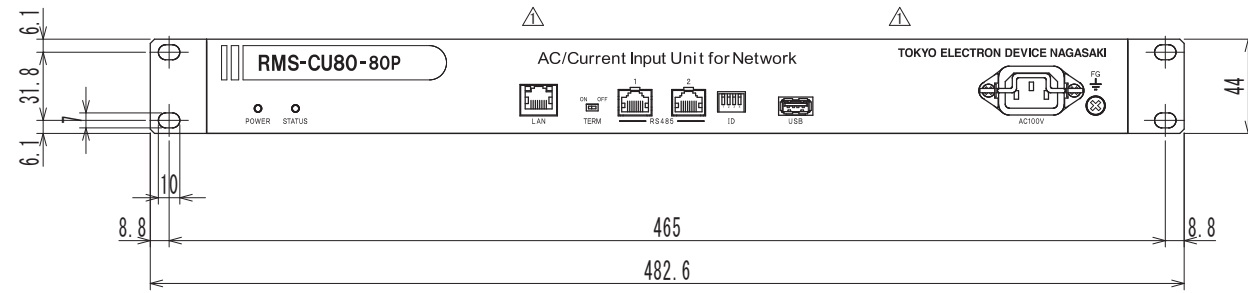 1
1
6.1
31.8
7
6.1
RMS-CU80-80P
AC/Current Input Unit for Network
TOKYO ELECTRON DEVICE NAGASAKI
POWER STATUS
LAN
ON OFF
TERM
1 2
RS485
ID
USB
AC100V
FG
44
10
8.8 465 8.8
482.6